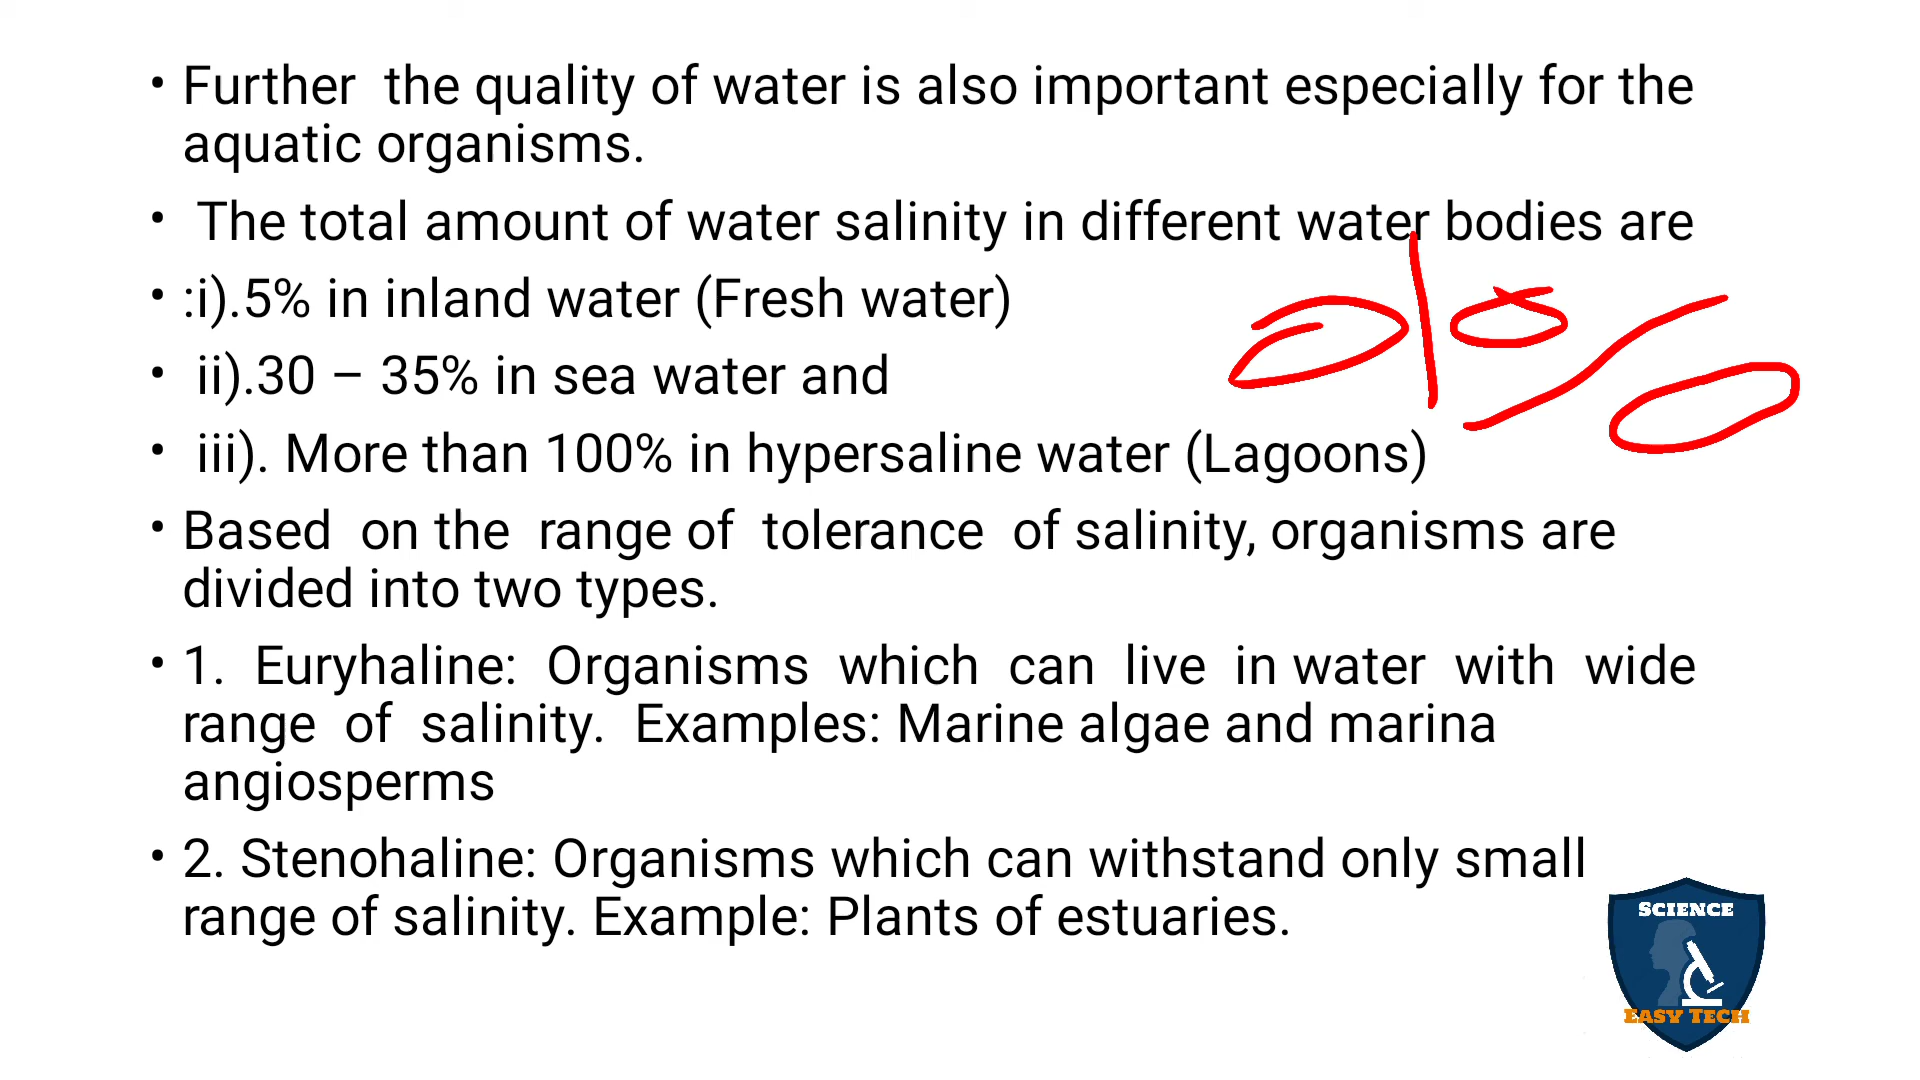 • Further the quality of water is also important especially for the
aquatic organisms.
• The total amount of water salinity in different water bodies are
• :i).5% in inland water (Fresh water)
• ii).30 – 35% in sea water and
• iii). More than 100% in hypersaline water (Lagoons)
• Based on the range of tolerance of salinity, organisms are
divided into two types.
• 1. Euryhaline: Organisms which can live in water with wide
range of salinity. Examples: Marine algae and marina
angiosperms
• 2. Stenohaline: Organisms which can withstand only small
range of salinity. Example: Plants of estuaries.
SCIENCE
EASY TECH